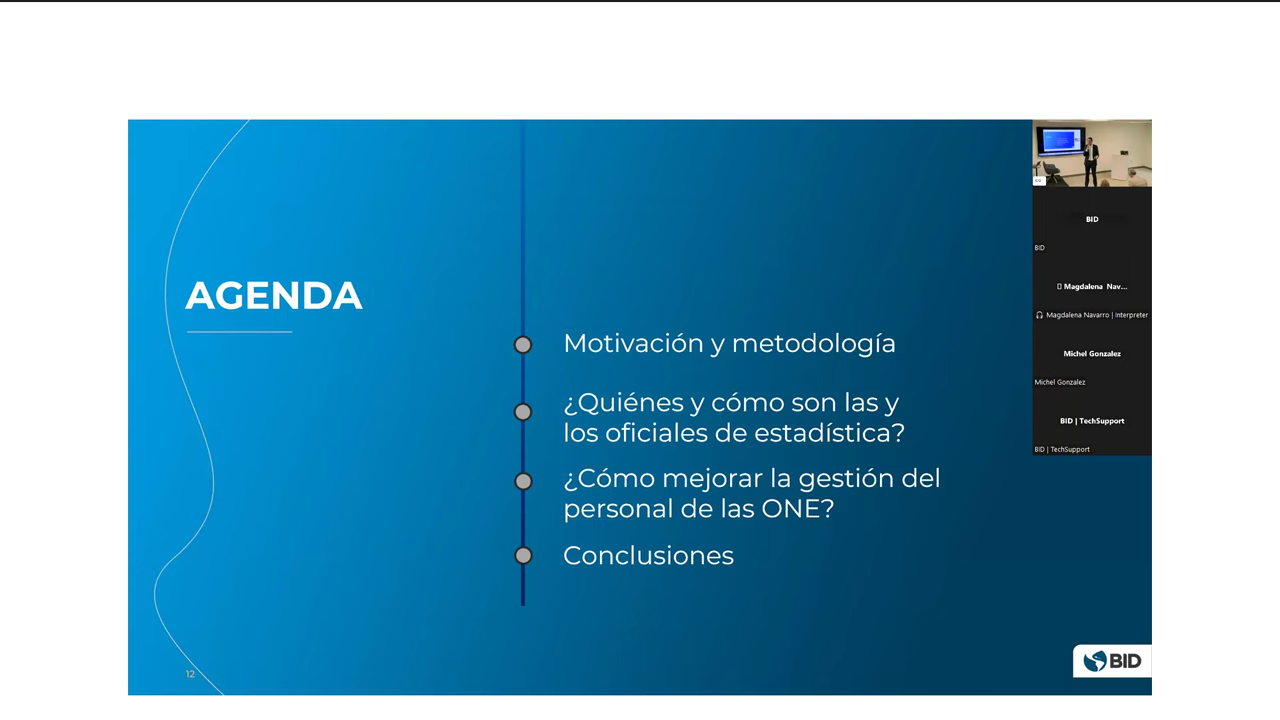 AGENDA
Motivación y metodología
¿Quiénes y cómo son las y
los oficiales de estadística?
¿Cómo mejorar la gestión del
personal de las ONE?
Conclusiones
12
BID
BID
BID
Magdalena Nav...
Magdalena Navarro | Interpreter
Michel Gonzalez
Michel Gonzalez
BID | TechSupport
BID | TechSupport